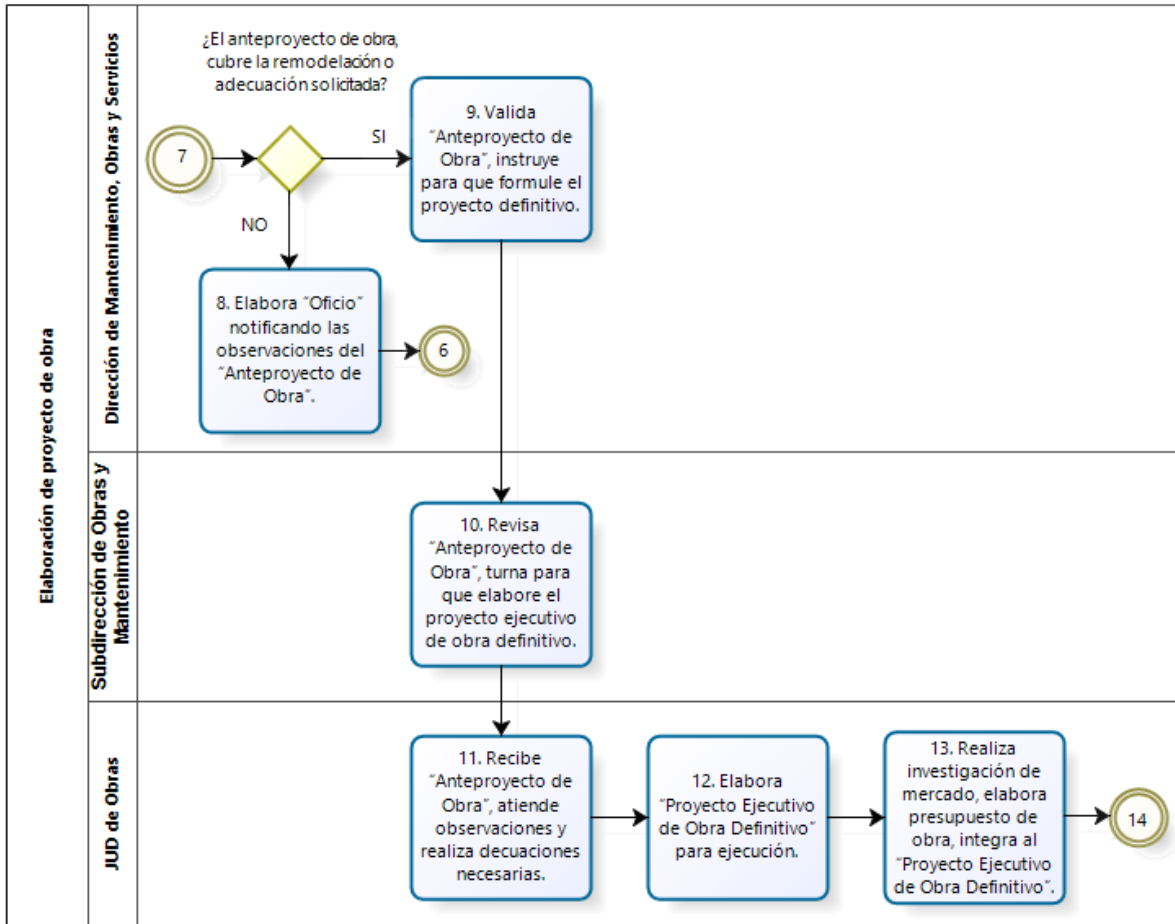 Elaboración de proyecto de obra
Dirección de Mantenimiento, Obras y Servicios
¿El anteproyecto de obra,
cubre la remodelación o
adecuación solicitada?
7
SI
NO
9. Valida
“Anteproyecto de
Obra”, instruye
para que formule el
proyecto definitivo.
8. Elabora “Oficio”
notificando las
observaciones del
“Anteproyecto de
Obra”.
6
Subdirección de Obras y
Mantenimiento
10. Revisa
“Anteproyecto de
Obra”, turna para
que elabore el
proyecto ejecutivo
de obra definitivo.
JUD de Obras
11. Recibe
“Anteproyecto de
Obra”, atiende
observaciones y
realiza decuaciones
necesarias.
12. Elabora
“Proyecto Ejecutivo
de Obra Definitivo”
para ejecución.
13. Realiza
investigación de
mercado, elabora
presupuesto de
obra, integra al
“Proyecto Ejecutivo
de Obra Definitivo”.
14